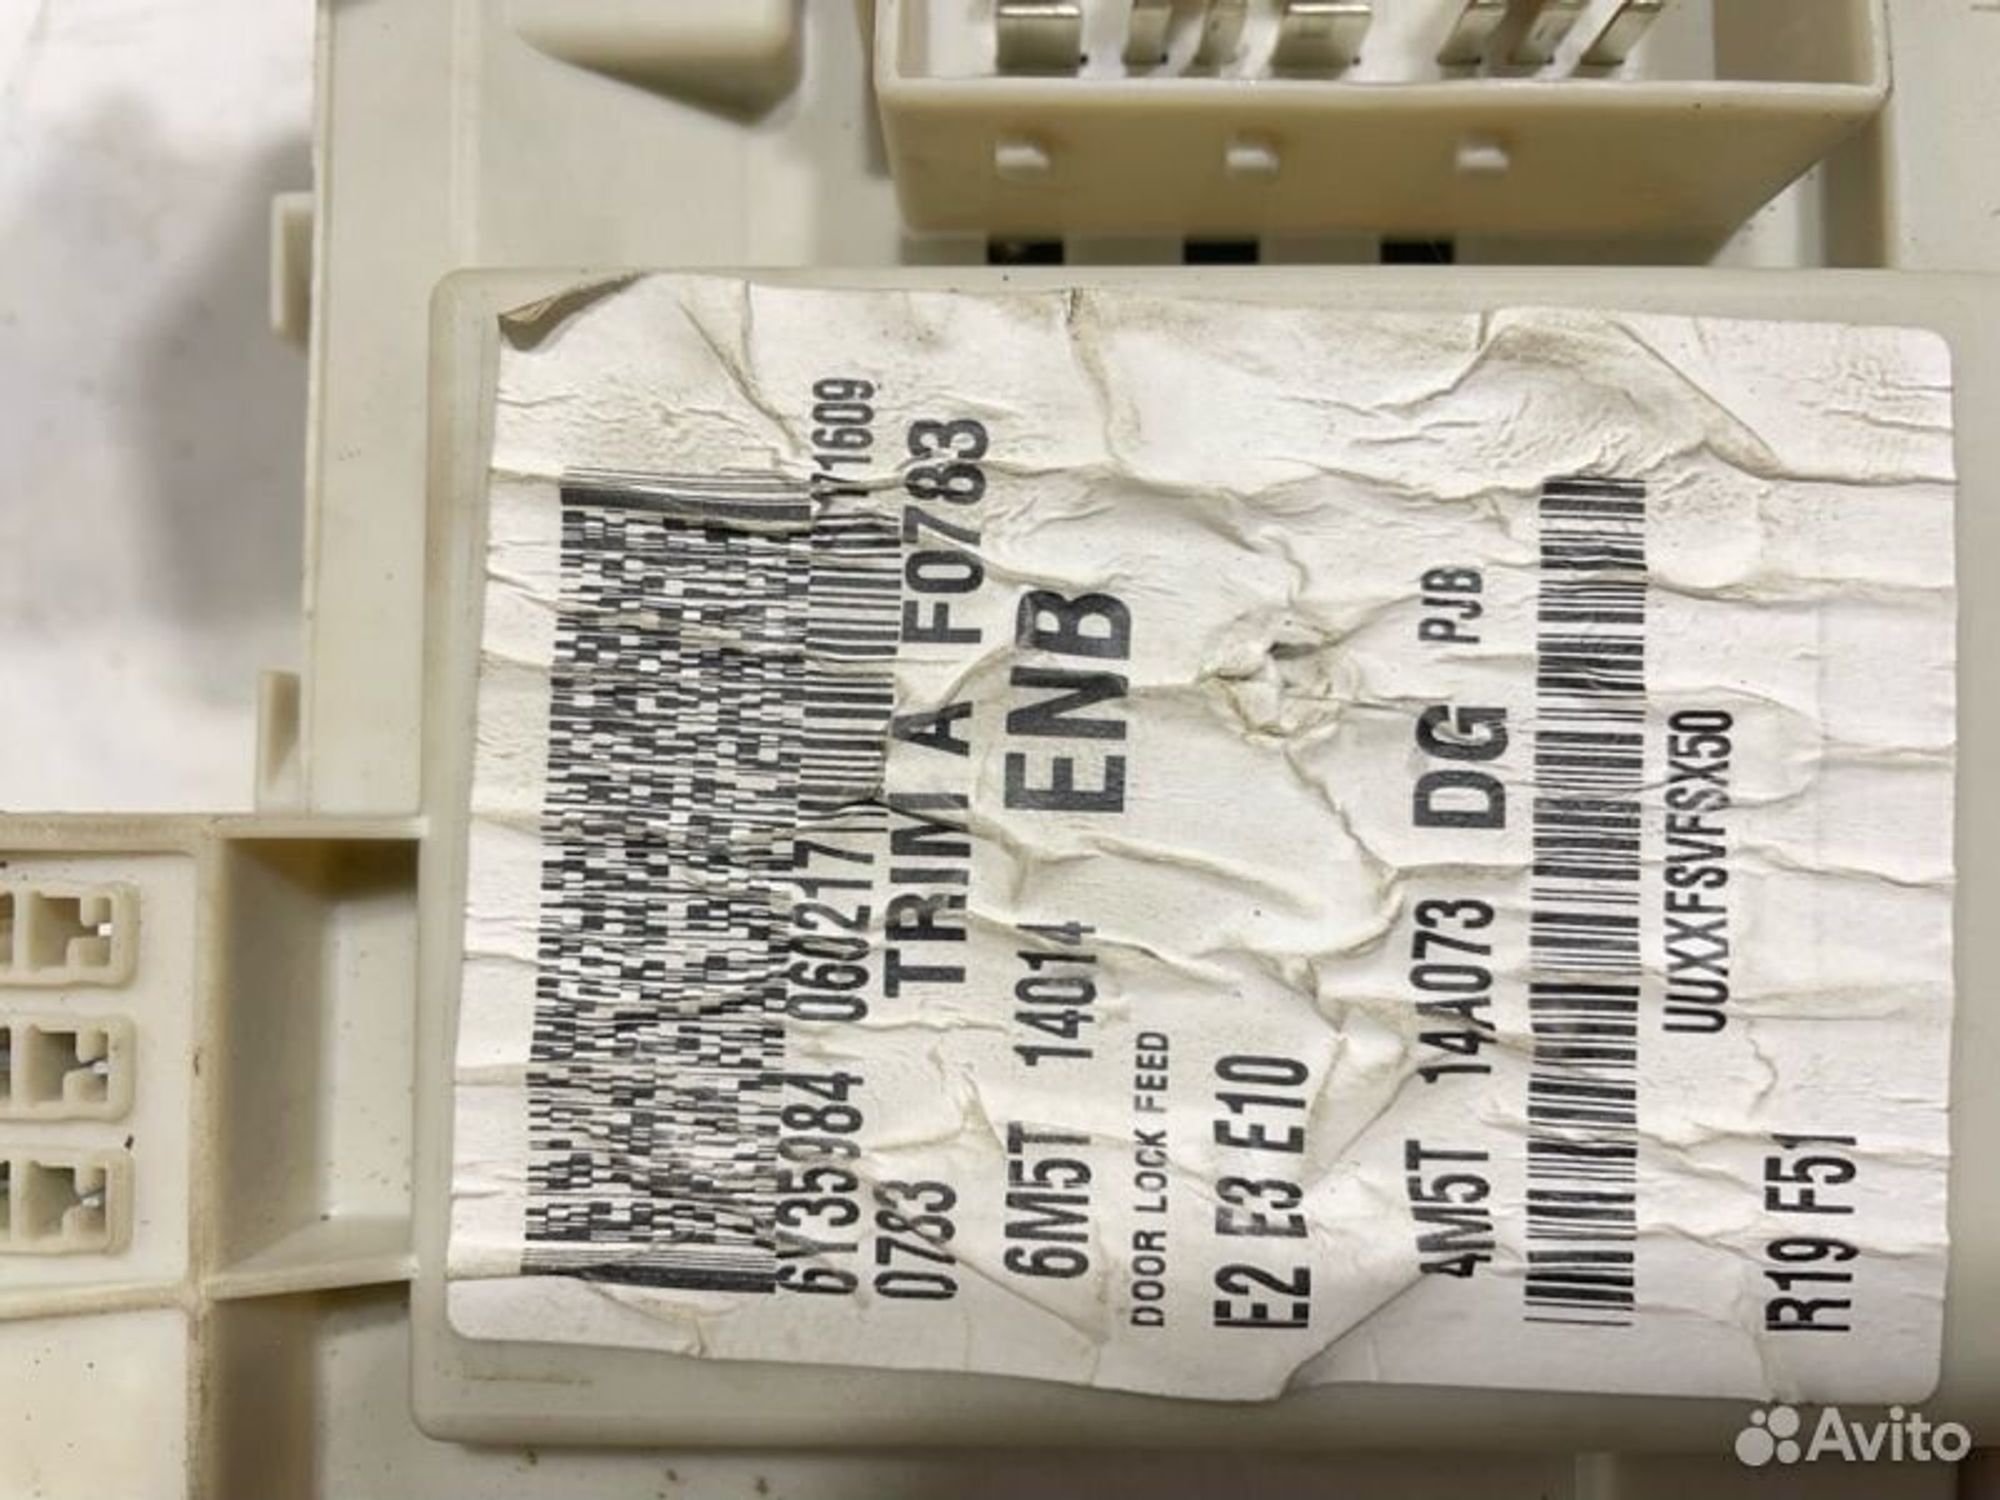 6Y35984 060217 171609
0783 TRIM A F0783
6M5T 14014 ENB
DOOR LOCK FEED
E2 E3 E10
4M5T 14A073 DG PJB
UUXXFSVFSX50
R19 F51
Avito